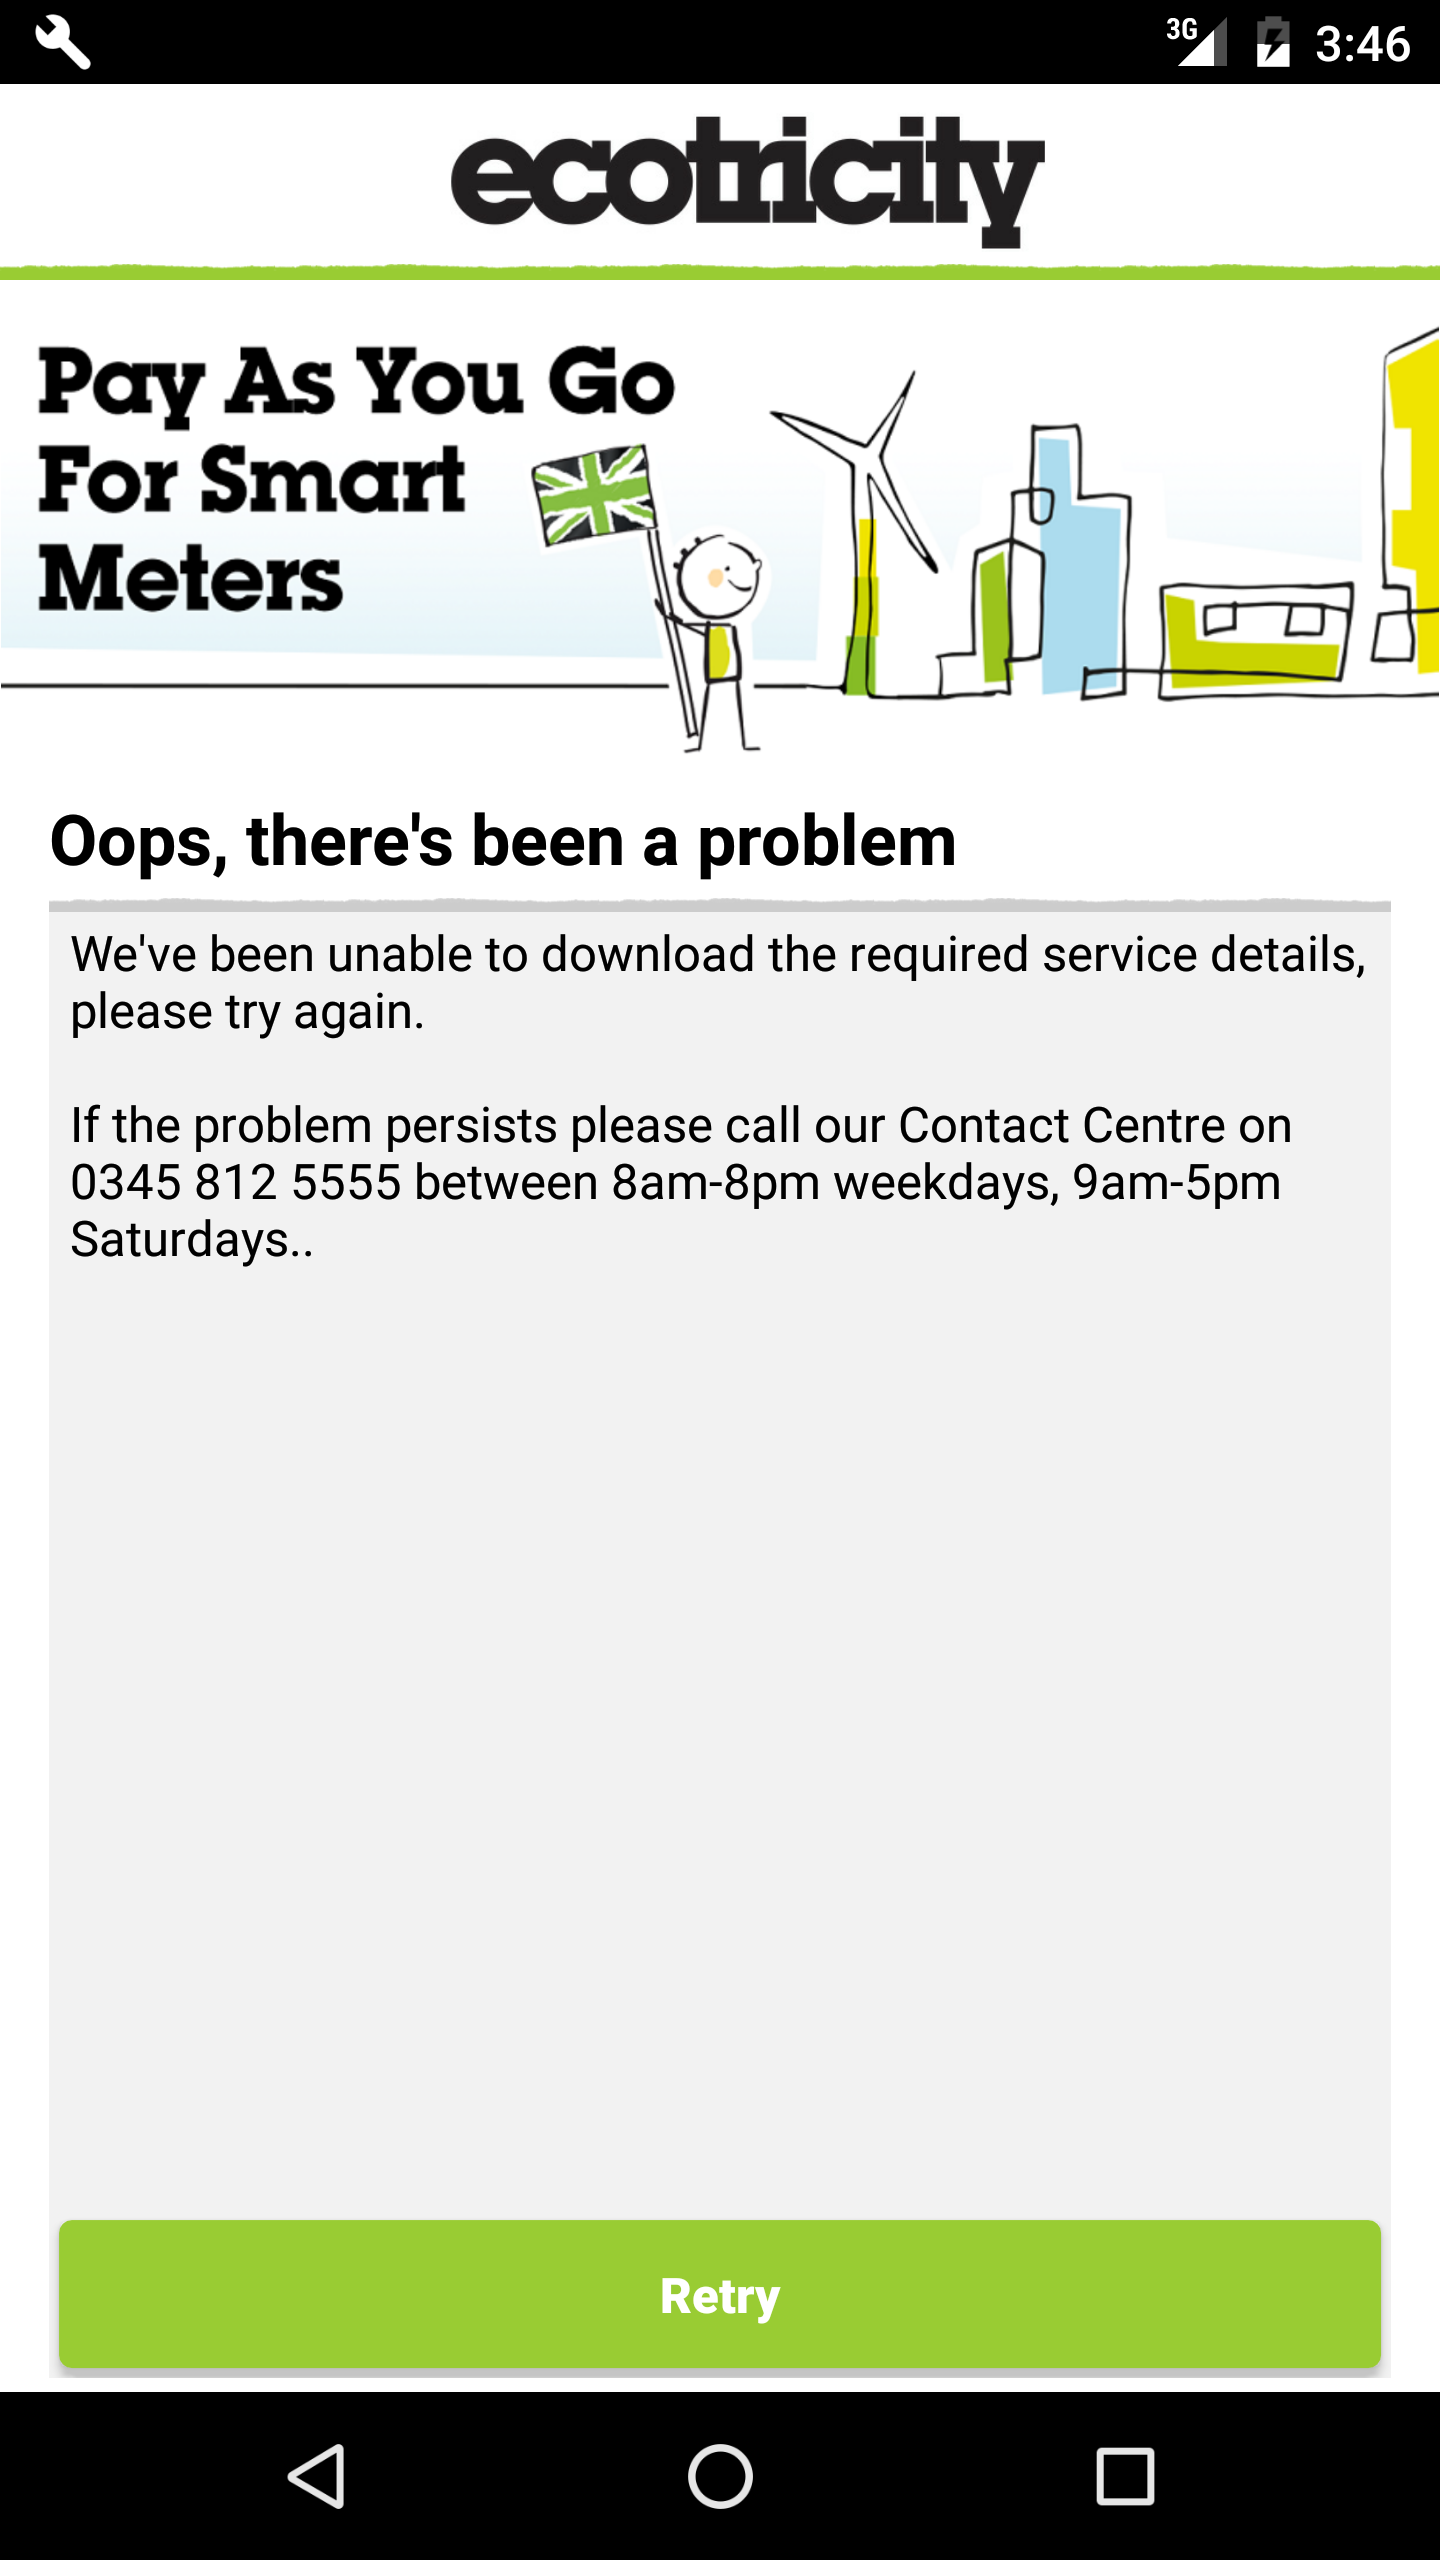 3G 3:46
ecotricity
Pay As You Go
For Smart
Meters
Oops, there's been a problem
We've been unable to download the required service details,
please try again.
If the problem persists please call our Contact Centre on
0345 812 5555 between 8am-8pm weekdays, 9am-5pm
Saturdays..
Retry